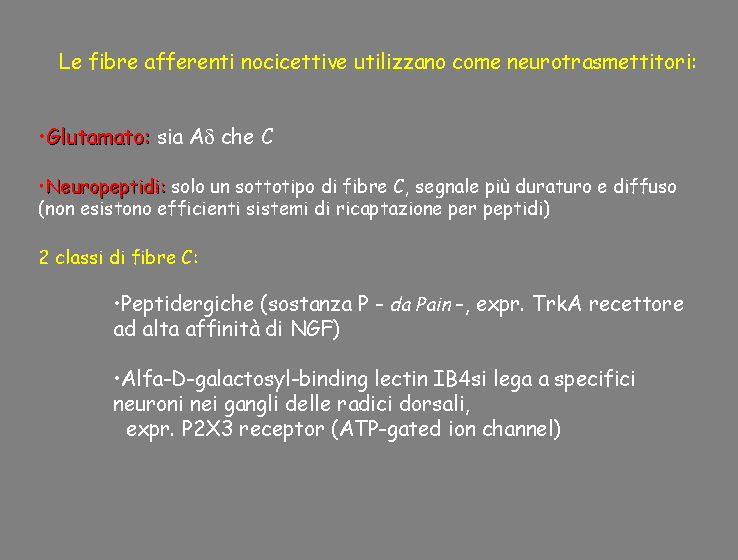 Le fibre afferenti nocicettive utilizzano come neurotrasmettitori:
•Glutamato: sia Aδ che C
•Neuropeptidi: solo un sottotipo di fibre C, segnale più duraturo e diffuso
(non esistono efficienti sistemi di ricaptazione per peptidi)
2 classi di fibre C:
•Peptidergiche (sostanza P – da Pain –, expr. TrkA recettore
ad alta affinità di NGF)
•Alfa-D-galactosyl-binding lectin IB4si lega a specifici
neuroni nei gangli delle radici dorsali,
expr. P2X3 receptor (ATP-gated ion channel)